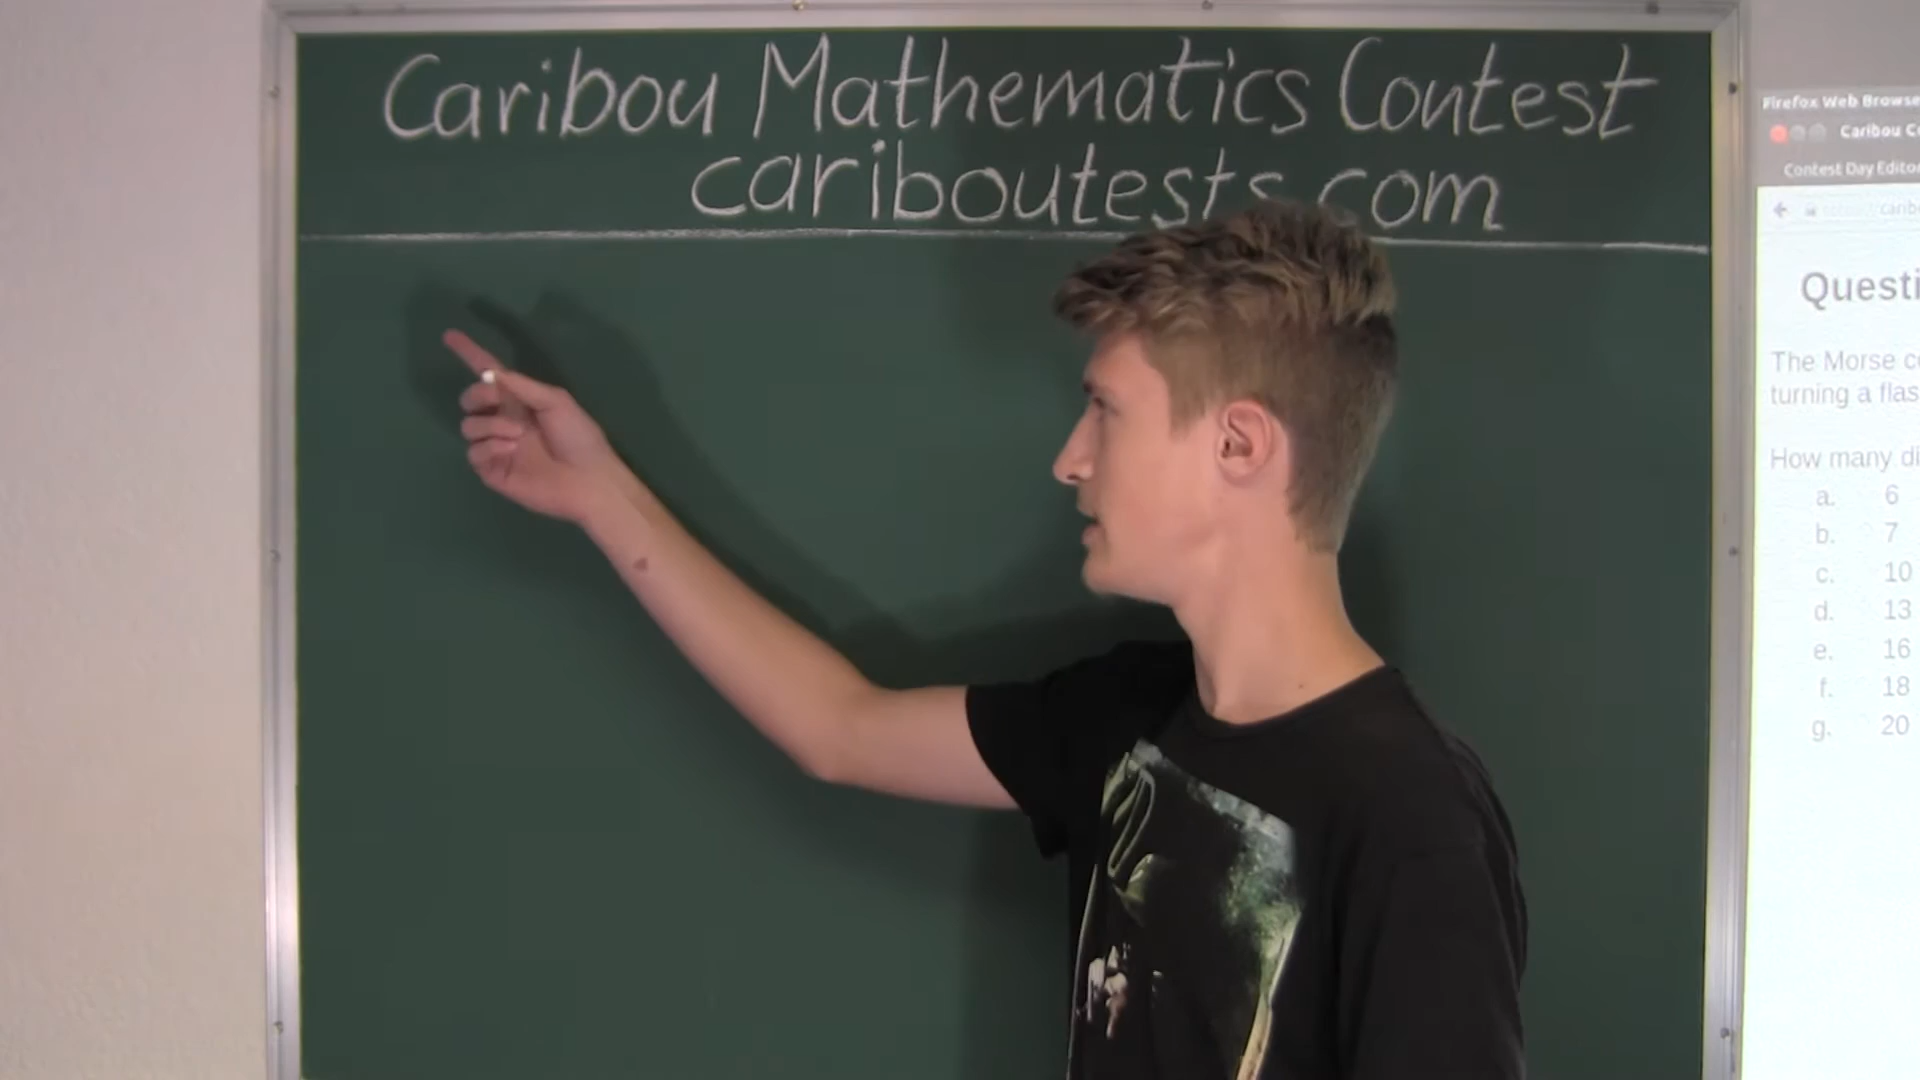 Caribou Mathematics Contest
cariboutests.com
Firefox Web Browse
Caribou C
Contest Day Editor
Questi
The Morse c
turning a flas
How many di
a. 6
b. 7
c. 10
d. 13
e. 16
f. 18
g. 20